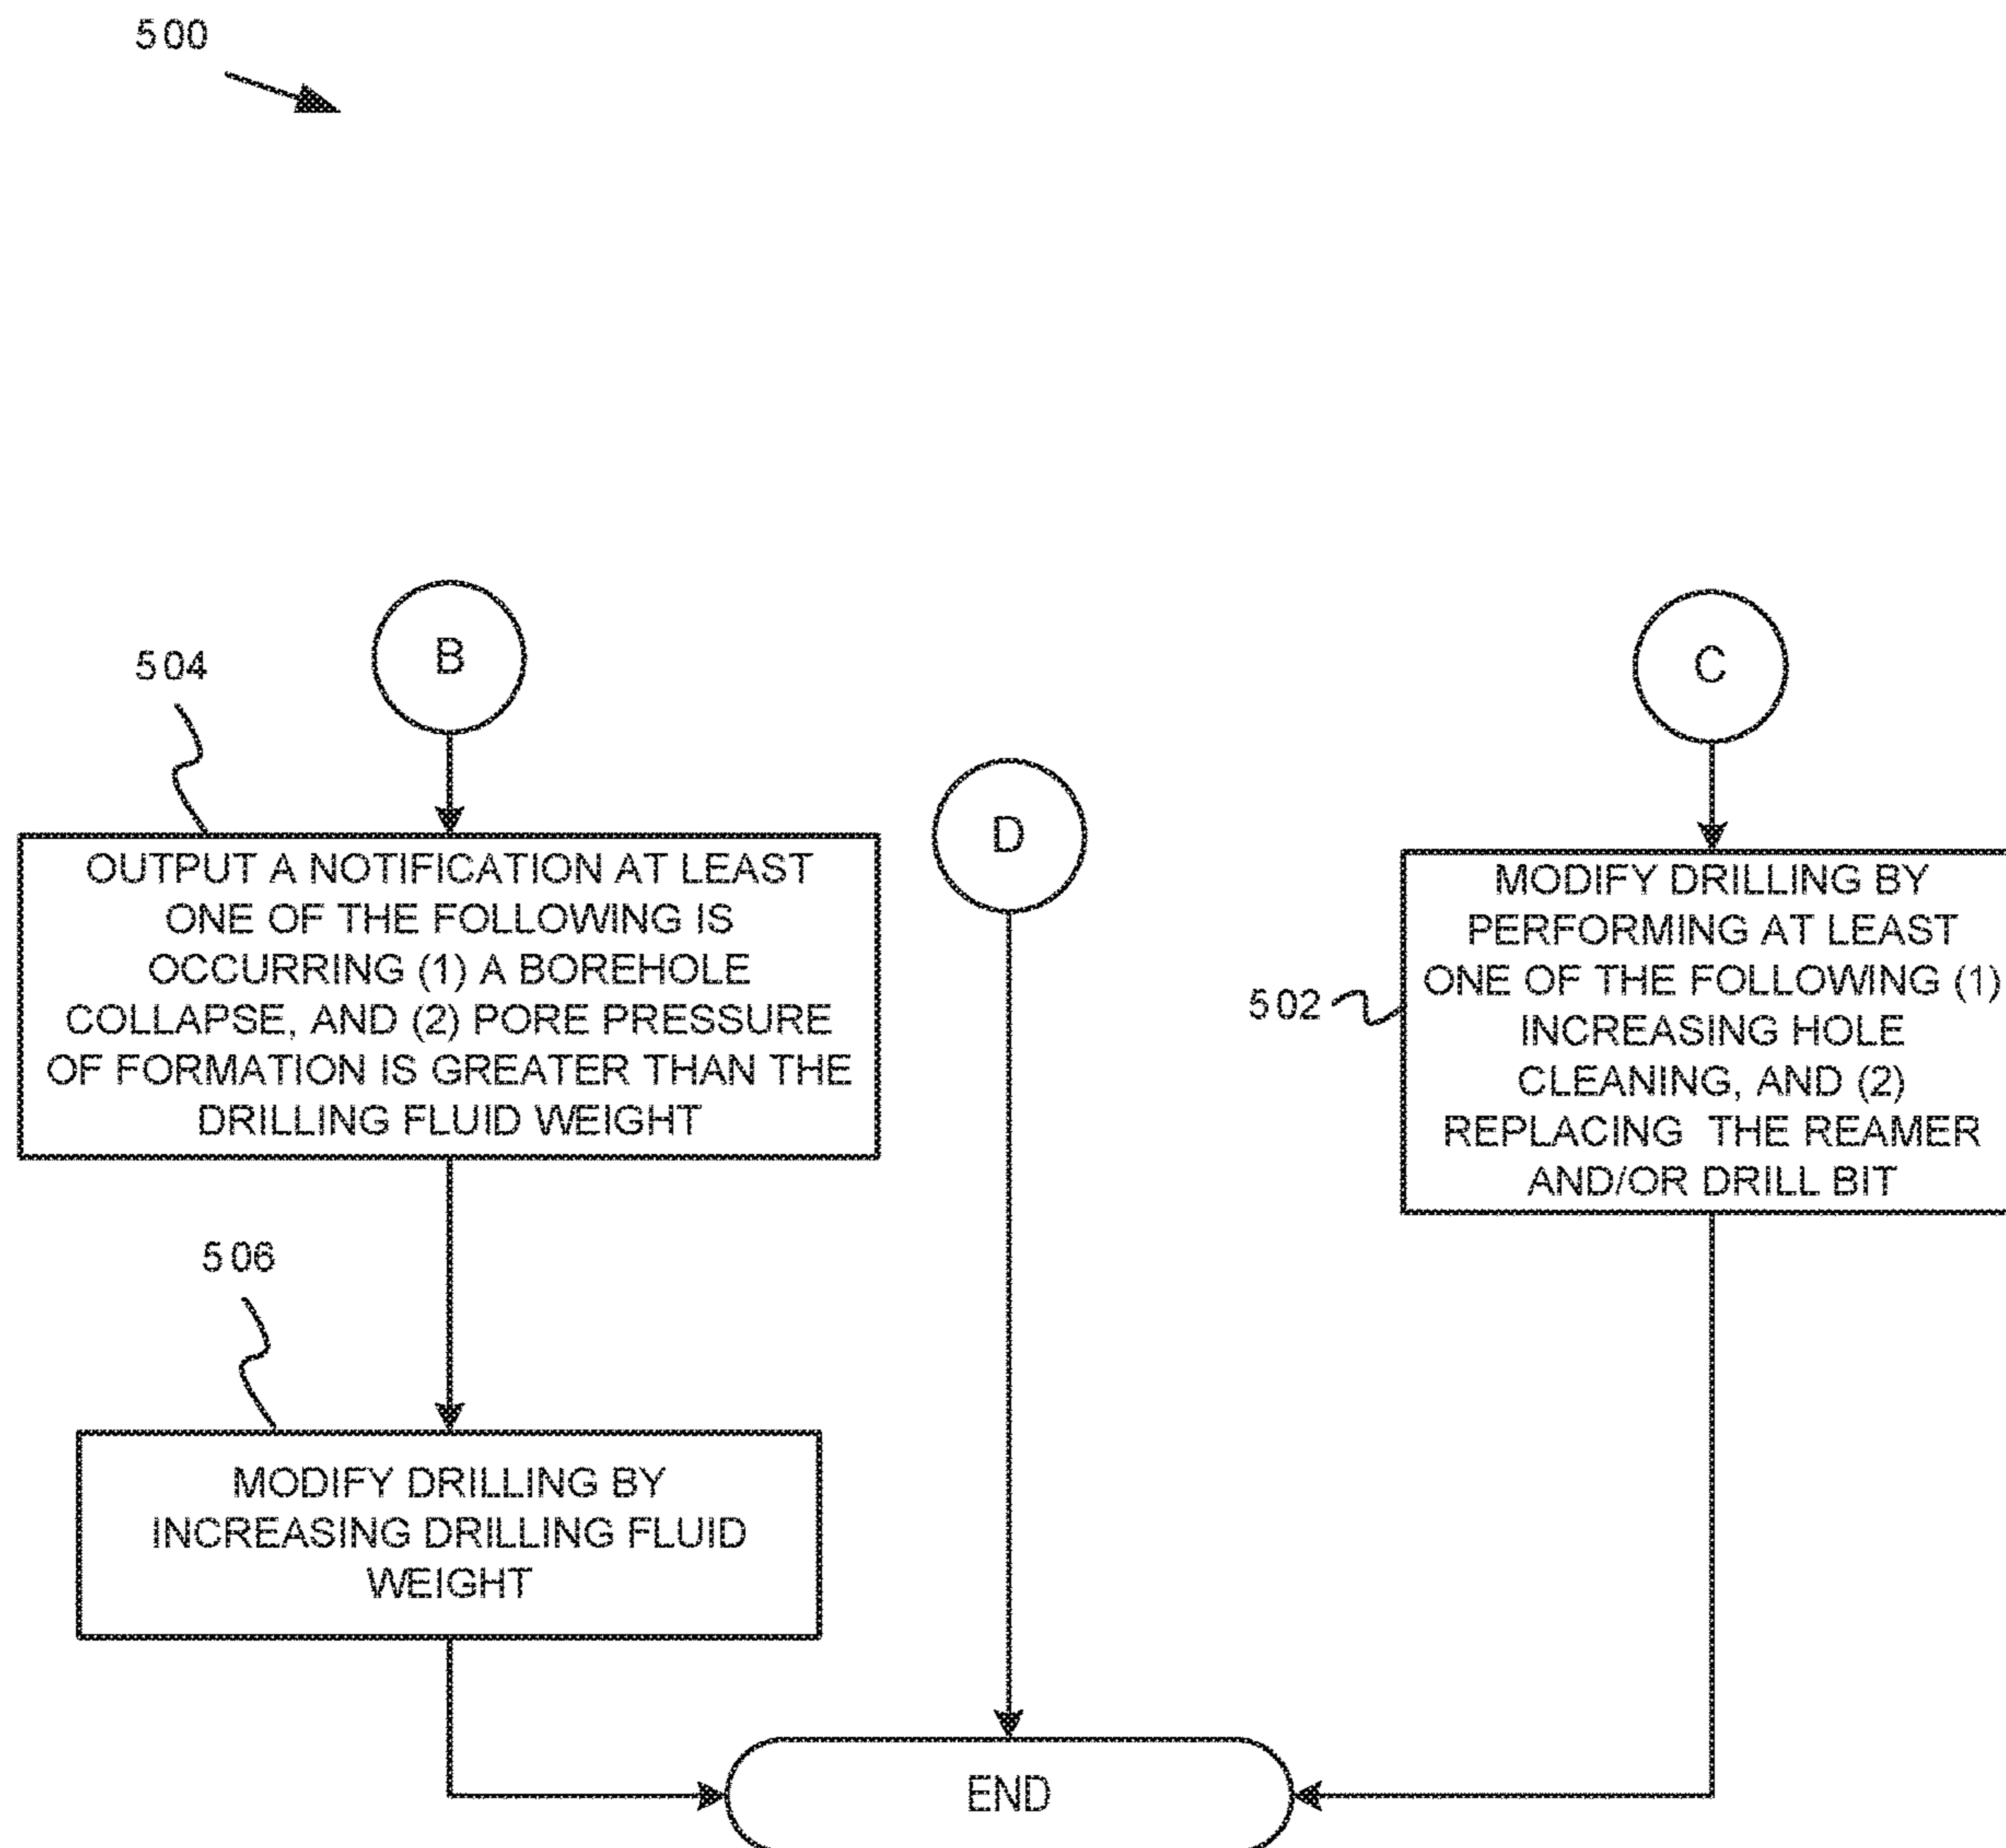 500
B
C
504
D
OUTPUT A NOTIFICATION AT LEAST
ONE OF THE FOLLOWING IS
OCCURRING (1) A BOREHOLE
COLLAPSE, AND (2) PORE PRESSURE
OF FORMATION IS GREATER THAN THE
DRILLING FLUID WEIGHT
MODIFY DRILLING BY
PERFORMING AT LEAST
ONE OF THE FOLLOWING (1)
INCREASING HOLE
CLEANING, AND (2)
REPLACING THE REAMER
AND/OR DRILL BIT
502
506
MODIFY DRILLING BY
INCREASING DRILLING FLUID
WEIGHT
END